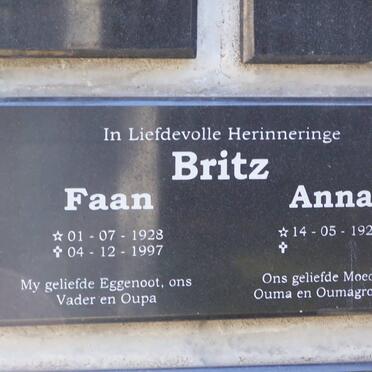 In Liefdevolle Herinneringe
Britz
Faan
☆ 01 - 07 - 1928
✞ 04 - 12 - 1997
My geliefde Eggenoot, ons
Vader en Oupa
Anna
☆ 14 - 05 - 192
✞
Ons geliefde Moe
Ouma en Oumagro